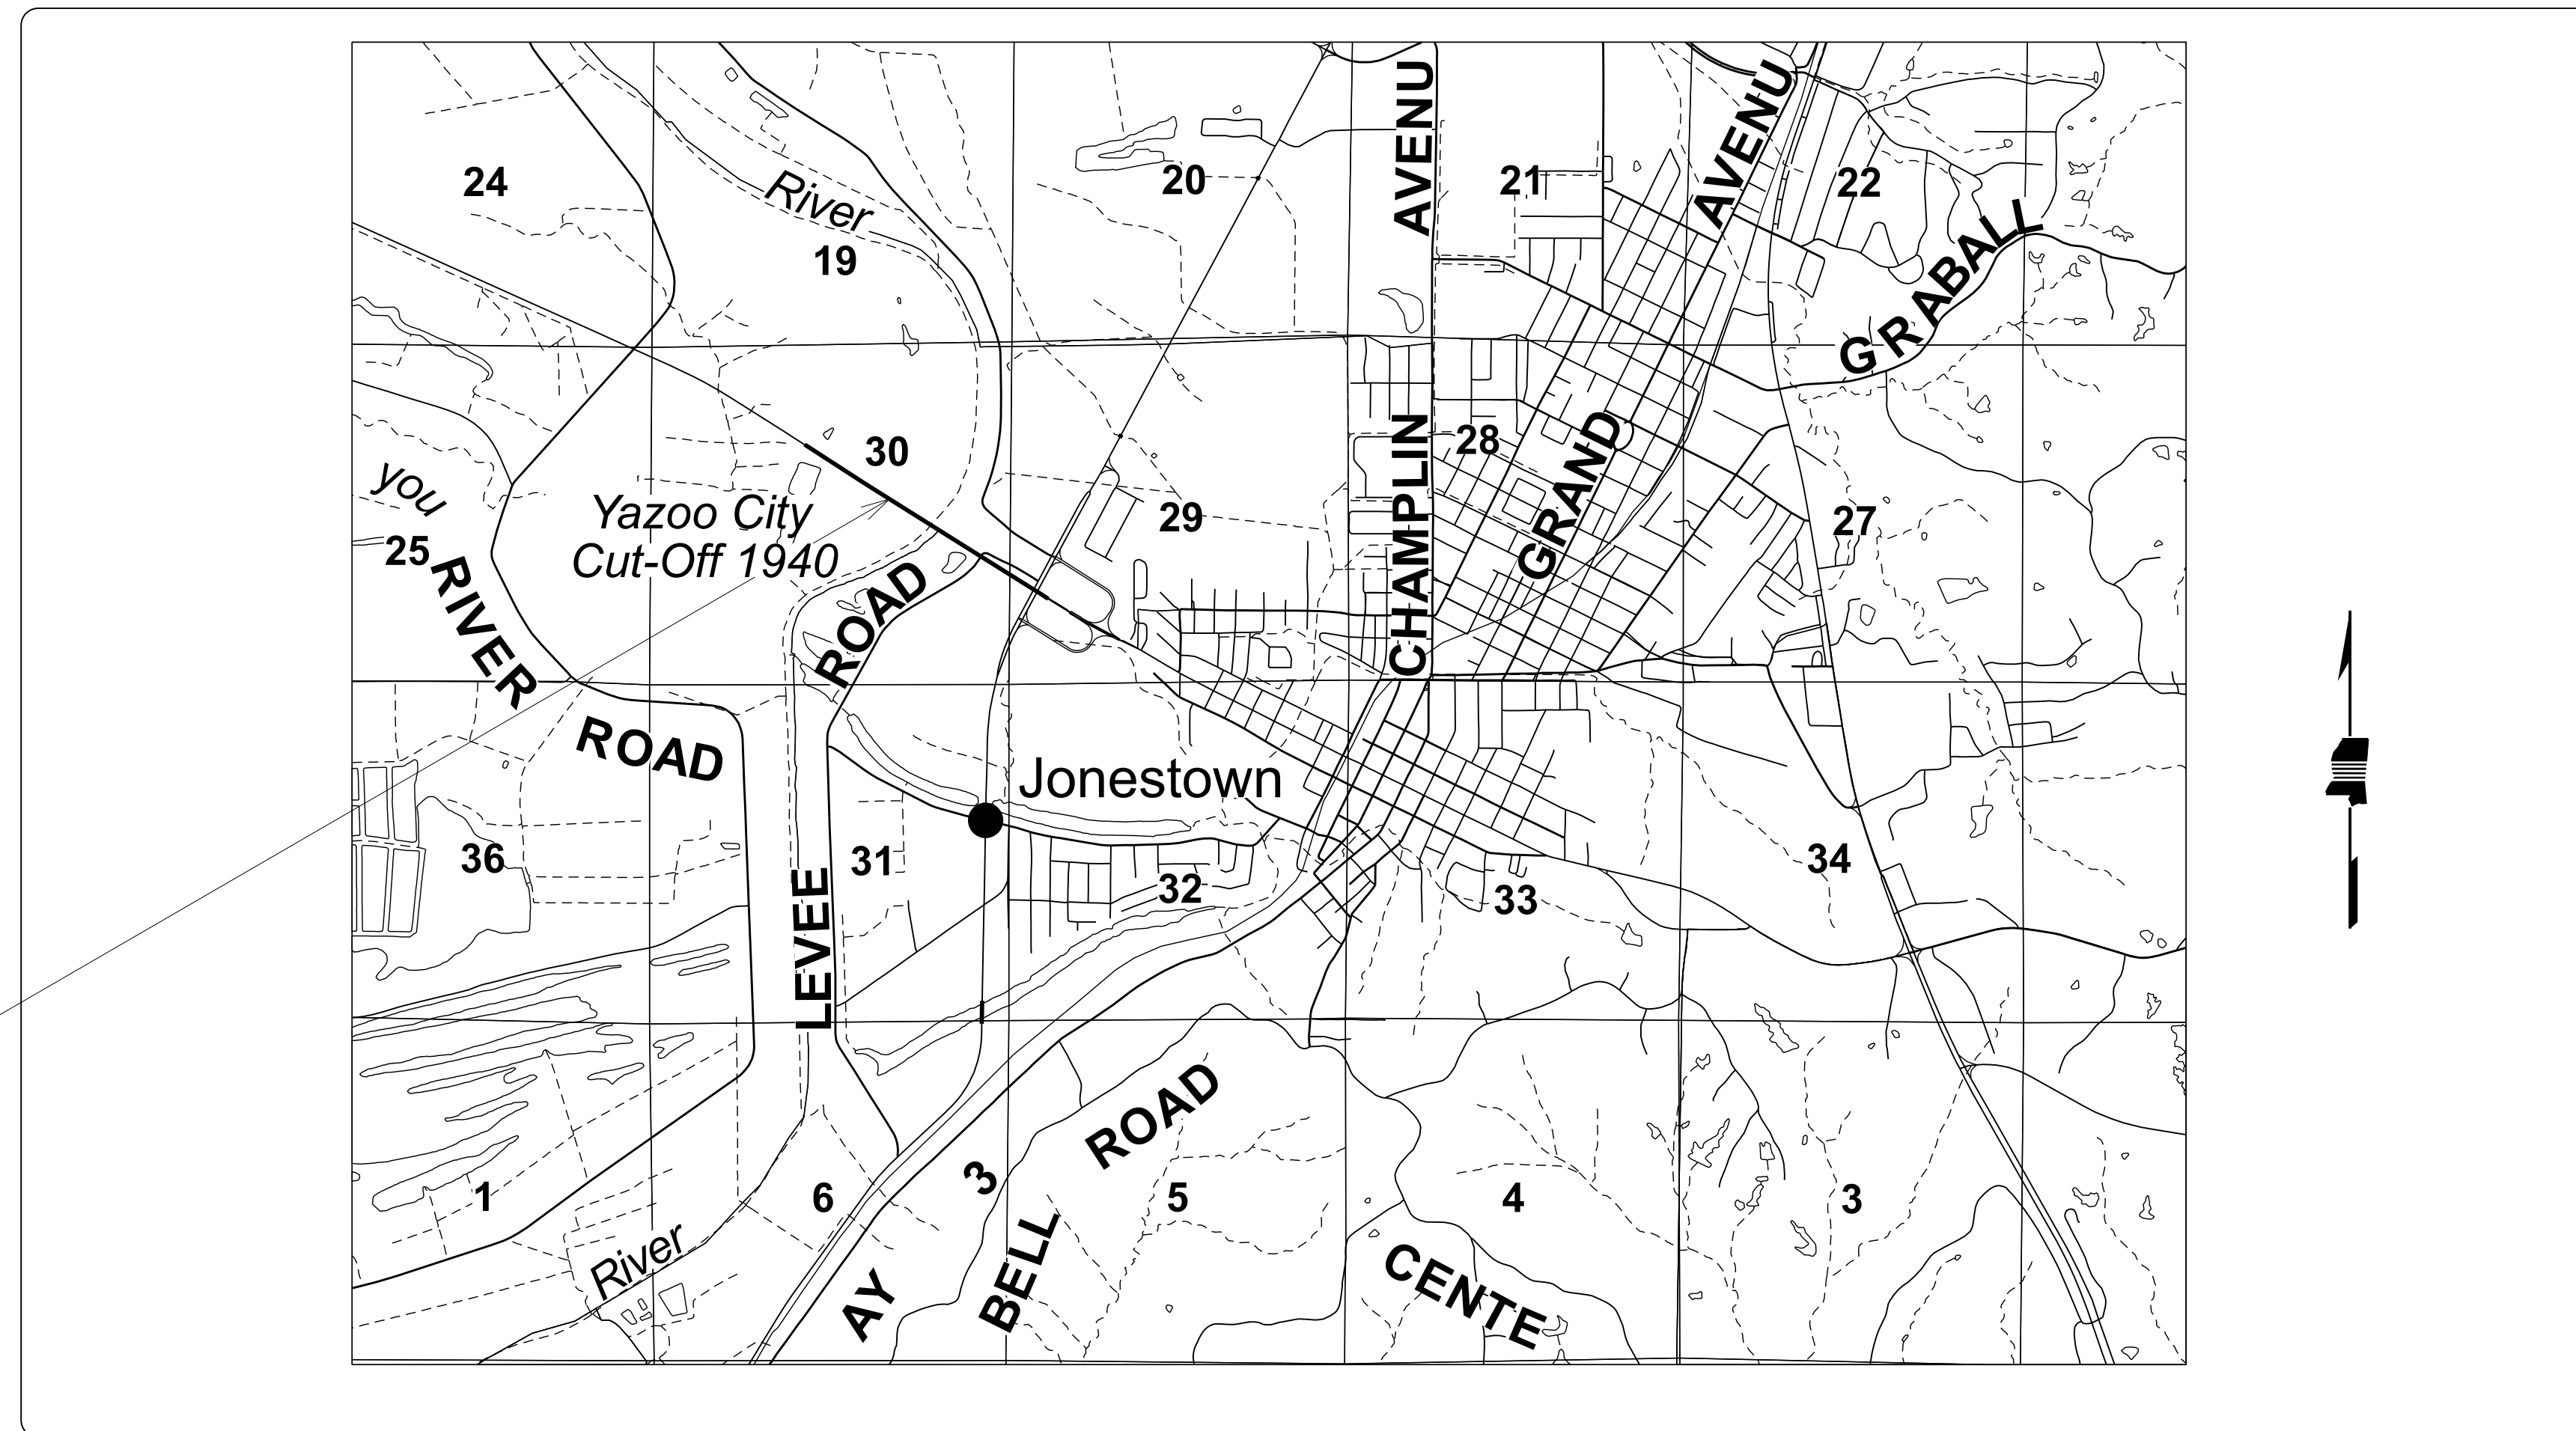 24
River
19
20
AVENU
21
AVENU
22
GRABALL
you
25
RIVER
ROAD
Yazoo City
Cut-Off 1940
30
ROAD
29
CHAMPLIN
28
GRAND
27
Jonestown
36
LEVEE
31
32
33
34
1
River
6
AY
3
BELL
ROAD
5
CENTE
4
3